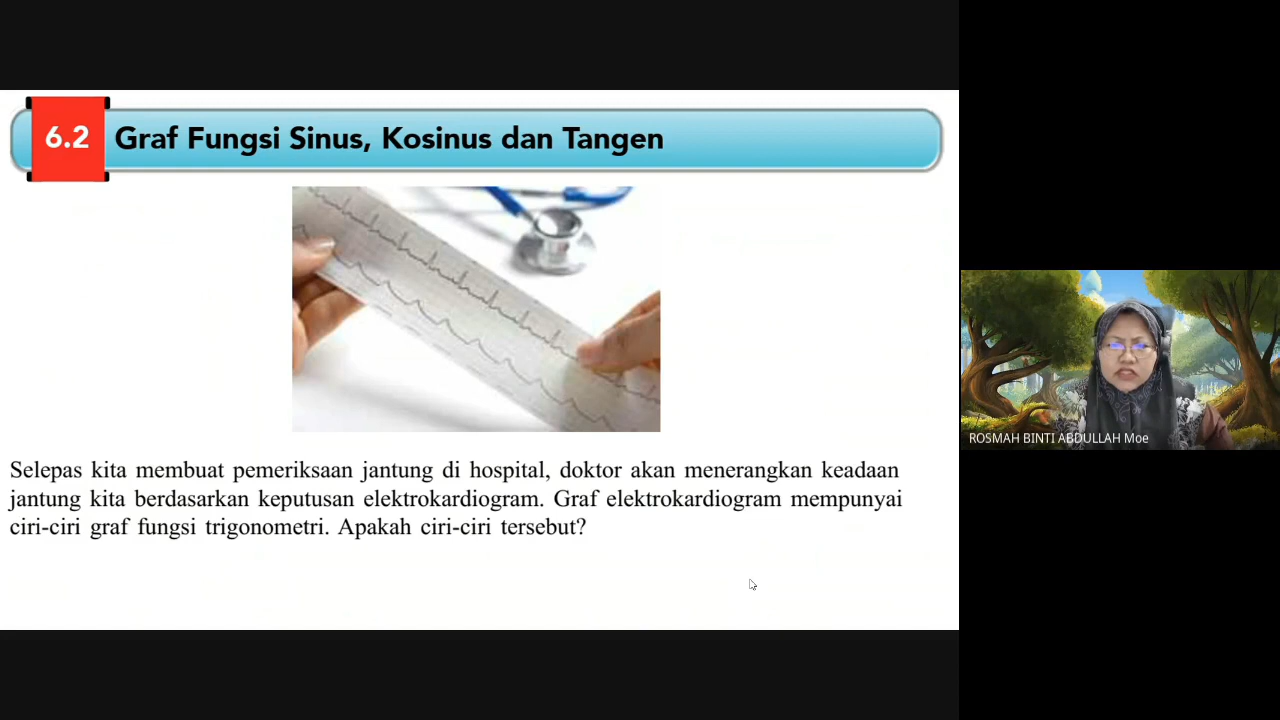 6.2 Graf Fungsi Sinus, Kosinus dan Tangen
Selepas kita membuat pemeriksaan jantung di hospital, doktor akan menerangkan keadaan
jantung kita berdasarkan keputusan elektrokardiogram. Graf elektrokardiogram mempunyai
ciri-ciri graf fungsi trigonometri. Apakah ciri-ciri tersebut?
ROSMAH BINTI ABDULLAH Moe